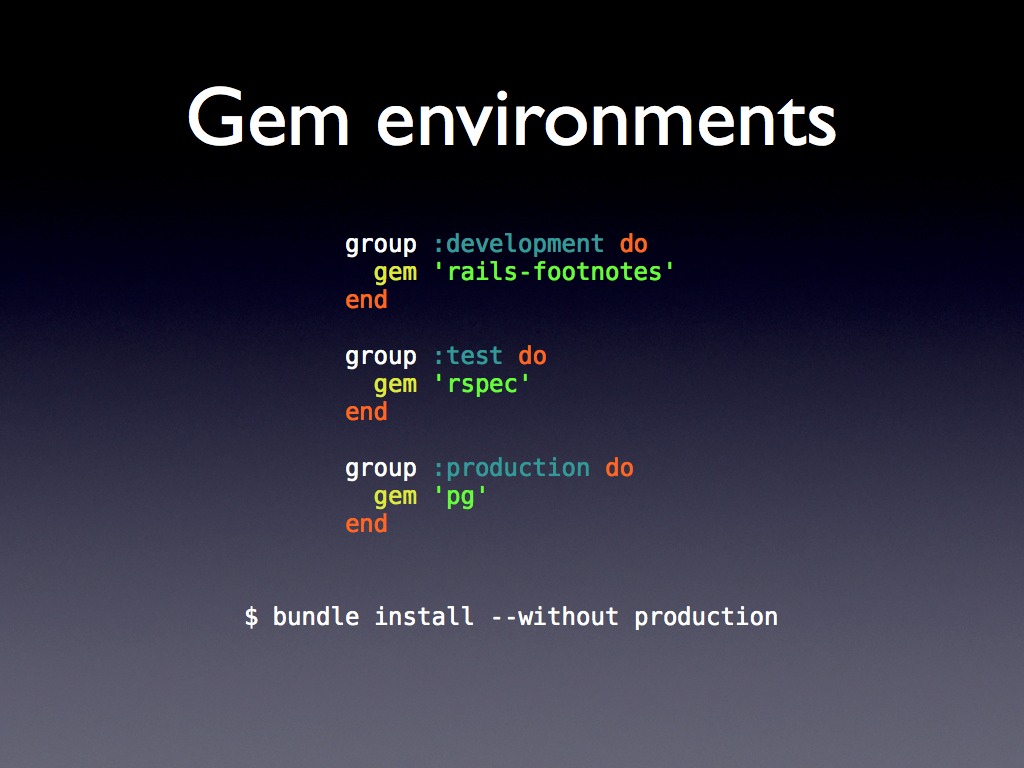 Gem environments
group :development do
  gem 'rails-footnotes'
end
group :test do
  gem 'rspec'
end
group :production do
  gem 'pg'
end
$ bundle install --without production